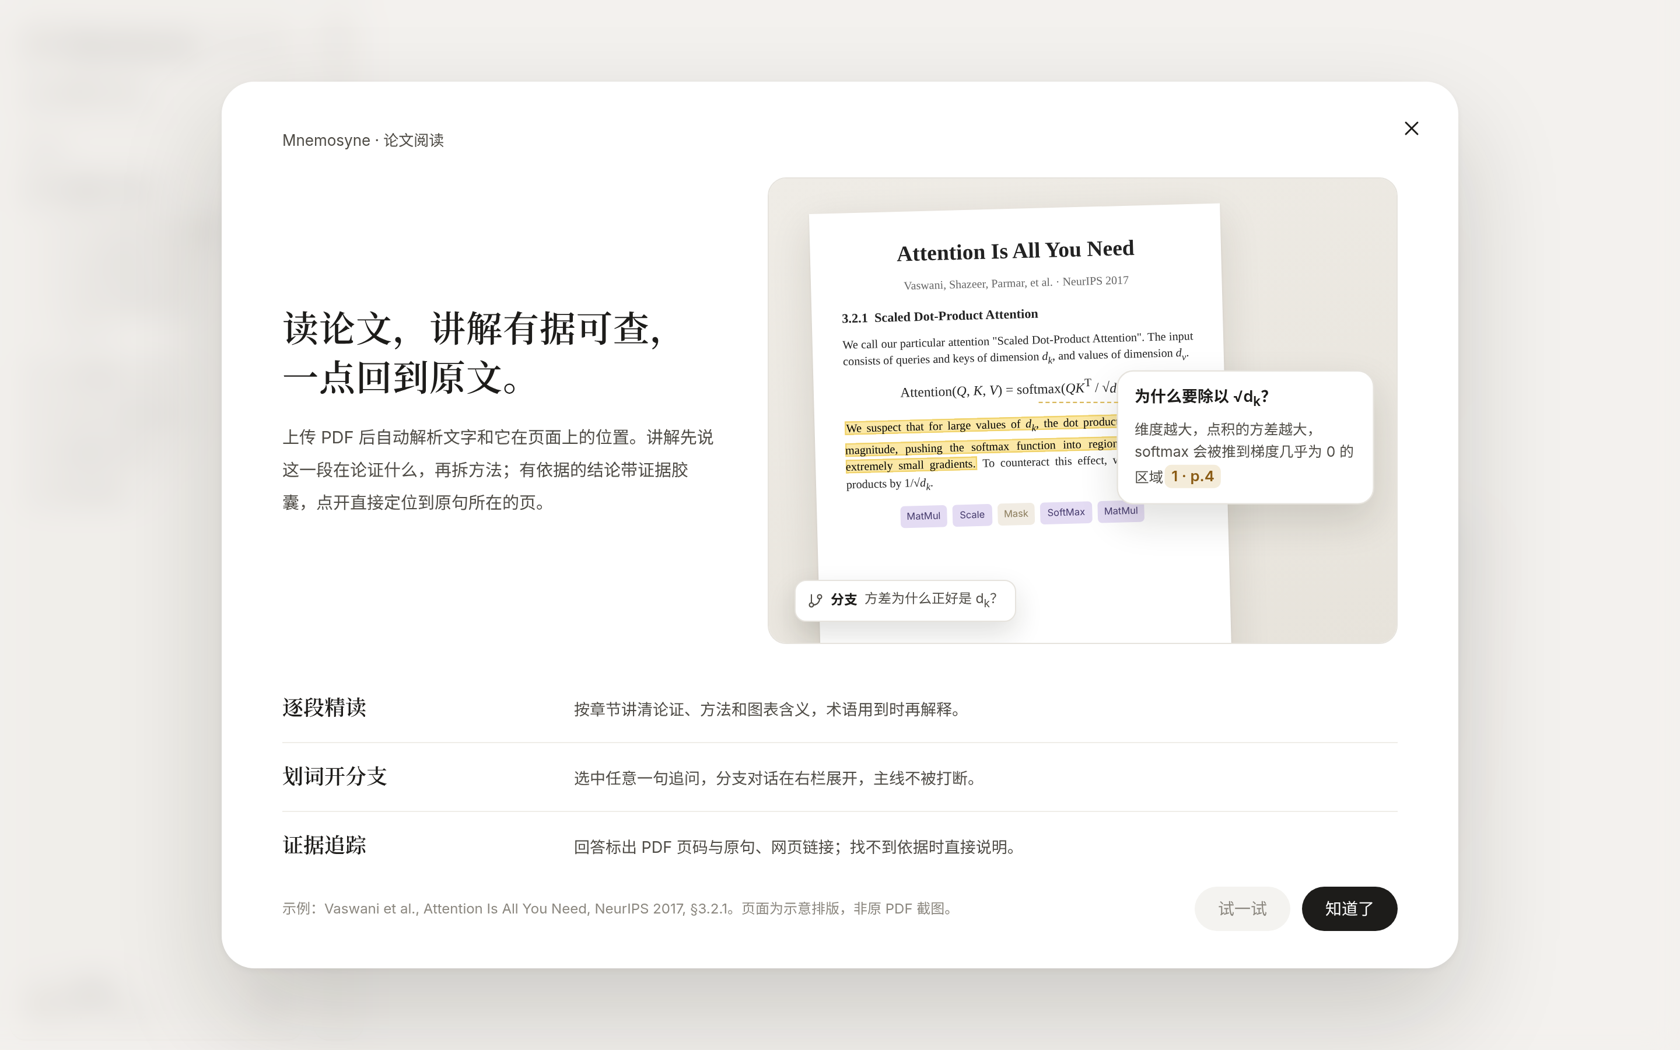 Mnemosyne · 论文阅读
读论文，讲解有据可查，
一点回到原文。
上传 PDF 后自动解析文字和它在页面上的位置。讲解先说
这一段在论证什么，再拆方法；有依据的结论带证据胶
囊，点开直接定位到原句所在的页。
Attention Is All You Need
Vaswani, Shazeer, Parmar, et al. · NeurIPS 2017
3.2.1 Scaled Dot-Product Attention
We call our particular attention "Scaled Dot-Product Attention". The input
consists of queries and keys of dimension dk, and values of dimension dv.
Attention(Q, K, V) = softmax(QK^T / √d
We suspect that for large values of dk, the dot produc
magnitude, pushing the softmax function into region
extremely small gradients. To counteract this effect,
products by 1/√dk.
MatMul Scale Mask SoftMax MatMul
为什么要除以 √dk？
维度越大，点积的方差越大，
softmax 会被推到梯度几乎为 0 的
区域 1 · p.4
分支 方差为什么正好是 dk？
逐段精读 按章节讲清论证、方法和图表含义，术语用到时再解释。
划词开分支 选中任意一句追问，分支对话在右栏展开，主线不被打断。
证据追踪 回答标出 PDF 页码与原句、网页链接；找不到依据时直接说明。
示例：Vaswani et al., Attention Is All You Need, NeurIPS 2017, §3.2.1。页面为示意排版，非原 PDF 截图。
试一试 知道了